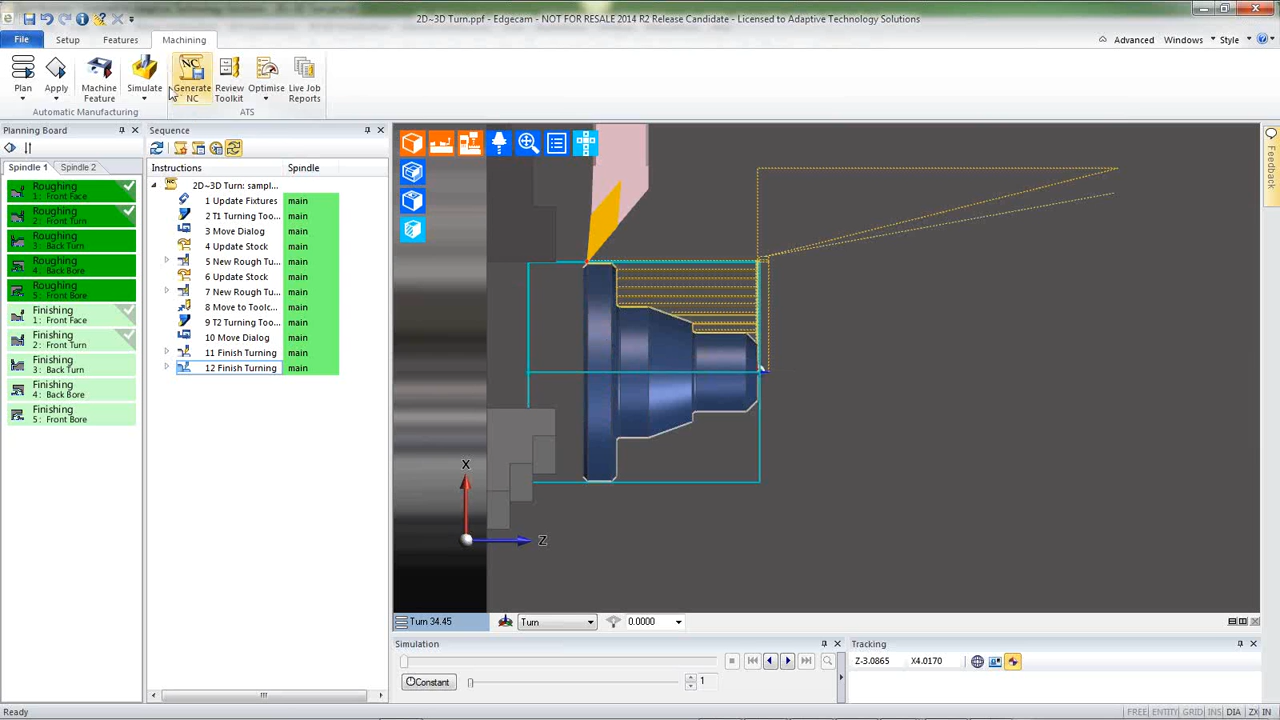 2D~3D Turn.ppf - Edgecam - NOT FOR RESALE 2014 R2 Release Candidate - Licensed to Adaptive Technology Solutions
File Setup Features Machining
Advanced Windows Style
Plan Apply Machine Feature Simulate
NC
Generate NC Review Toolkit Optimise Live Job Reports
Automatic Manufacturing ATS
Planning Board
Spindle 1 Spindle 2
Roughing
1: Front Face
Roughing
2: Front Turn
Roughing
3: Back Turn
Roughing
4: Back Bore
Roughing
5: Front Bore
Finishing
1: Front Face
Finishing
2: Front Turn
Finishing
3: Back Turn
Finishing
4: Back Bore
Finishing
5: Front Bore
Sequence
Instructions Spindle
2D~3D Turn: sampl...
1 Update Fixtures main
2 T1 Turning Too... main
3 Move Dialog main
4 Update Stock main
5 New Rough Tu... main
6 Update Stock main
7 New Rough Tu... main
8 Move to Toolc... main
9 T2 Turning Too... main
10 Move Dialog main
11 Finish Turning main
12 Finish Turning main
X
Z
Feedback
Turn 34.45 Turn 0.0000
Simulation
Constant 1
Tracking
Z-3.0865 X4.0170
Ready
FREE ENTITY GRID INS DIA ZX IN